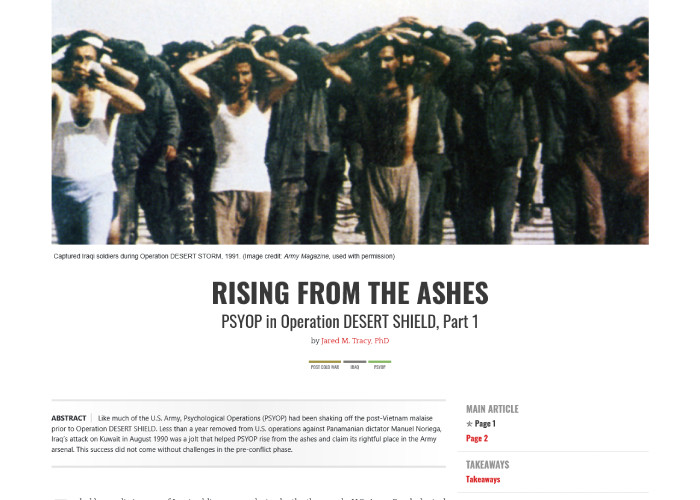 Captured Iraqi soldiers during Operation DESERT STORM, 1991. (Image credit: Army Magazine, used with permission)
RISING FROM THE ASHES
PSYOP in Operation DESERT SHIELD, Part 1
by Jared M. Tracy, PhD
POST COLD WAR IRAQ PSYOP
ABSTRACT | Like much of the U.S. Army, Psychological Operations (PSYOP) had been shaking off the post-Vietnam malaise
prior to Operation DESERT SHIELD. Less than a year removed from U.S. operations against Panamanian dictator Manuel Noriega,
Iraq's attack on Kuwait in August 1990 was a jolt that helped PSYOP rise from the ashes and claim its rightful place in the Army
arsenal. This success did not come without challenges in the pre-conflict phase.
MAIN ARTICLE
★ Page 1
Page 2
TAKEAWAYS
Takeaways